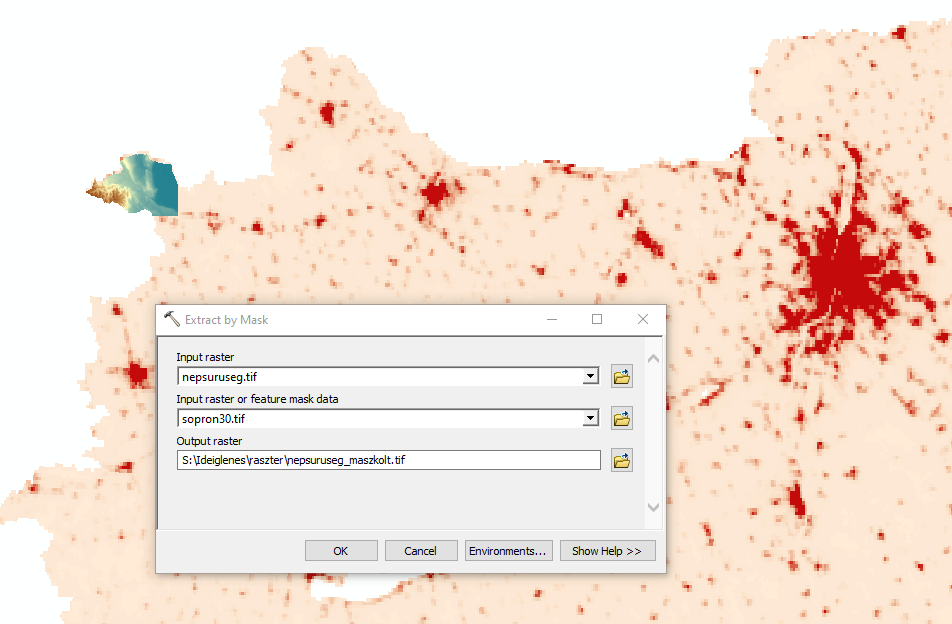 Extract by Mask
Input raster
nepsuruseg.tif
Input raster or feature mask data
sopron30.tif
Output raster
S:\Ideiglenes\raszter\nepsuruseg_maszkolt.tif
OK Cancel Environments... Show Help >>